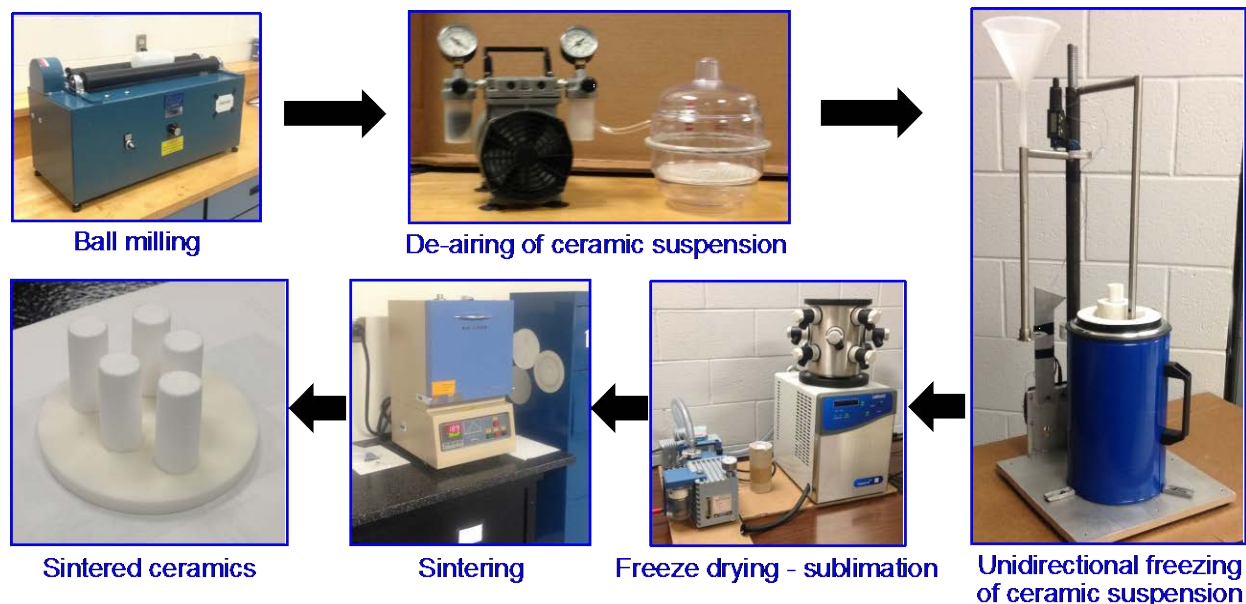 Ball milling
De-airing of ceramic suspension
Unidirectional freezing
of ceramic suspension
Freeze drying - sublimation
Sintering
Sintered ceramics